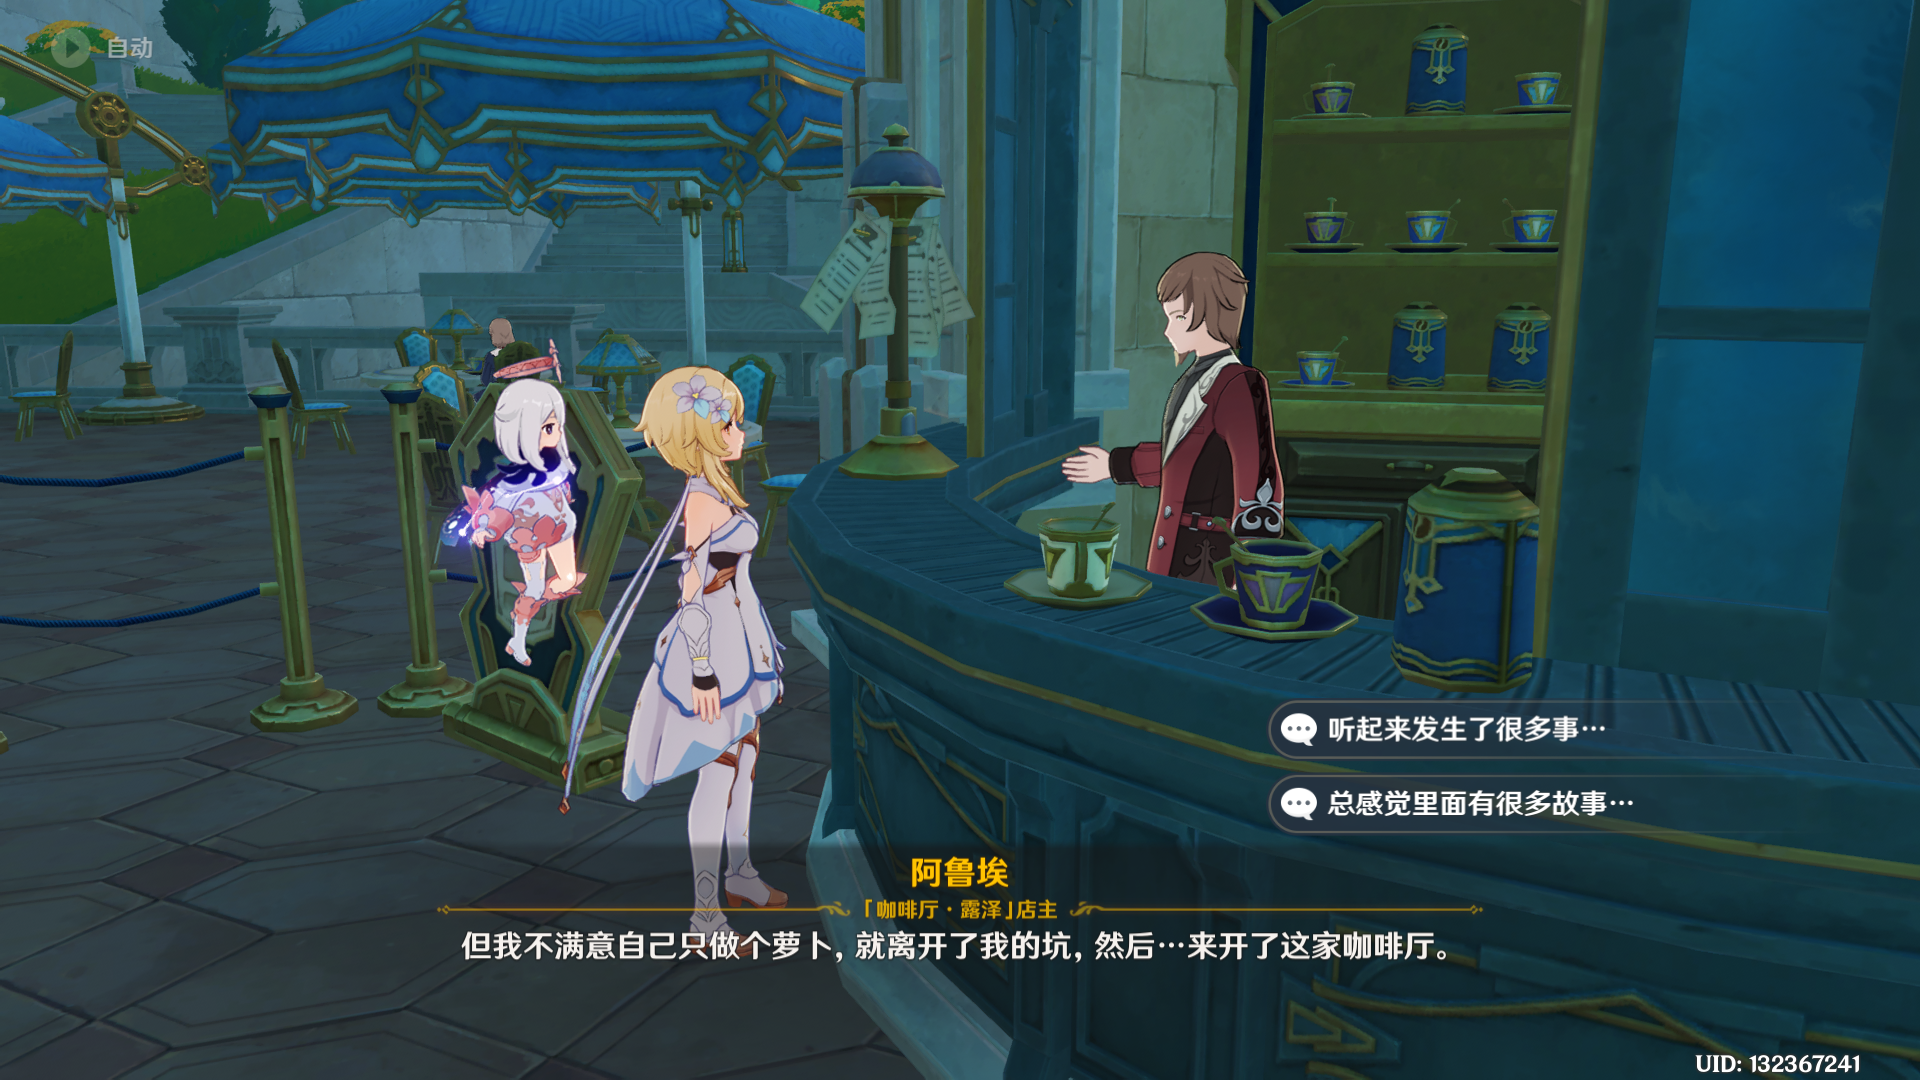 自动
听起来发生了很多事…
总感觉里面有很多故事…
阿鲁埃
「咖啡厅·露泽」店主
但我不满意自己只做个萝卜，就离开了我的坑，然后…来开了这家咖啡厅。
UID: 132367241